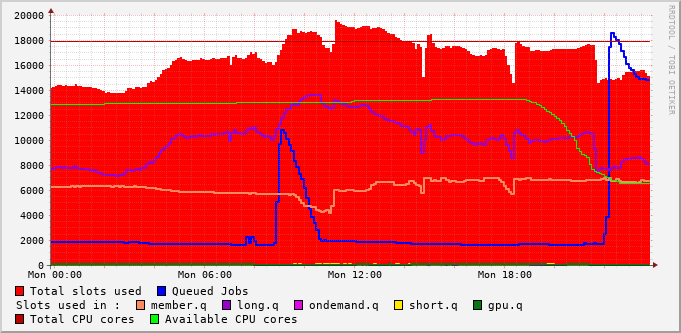 20000
18000
16000
14000
12000
10000
8000
6000
4000
2000
0
Mon 00:00 Mon 06:00 Mon 12:00 Mon 18:00
Total slots used Queued Jobs
Slots used in : member.q long.q ondemand.q short.q gpu.q
Total CPU cores Available CPU cores
RRDTOOL / TOBI OETIKER